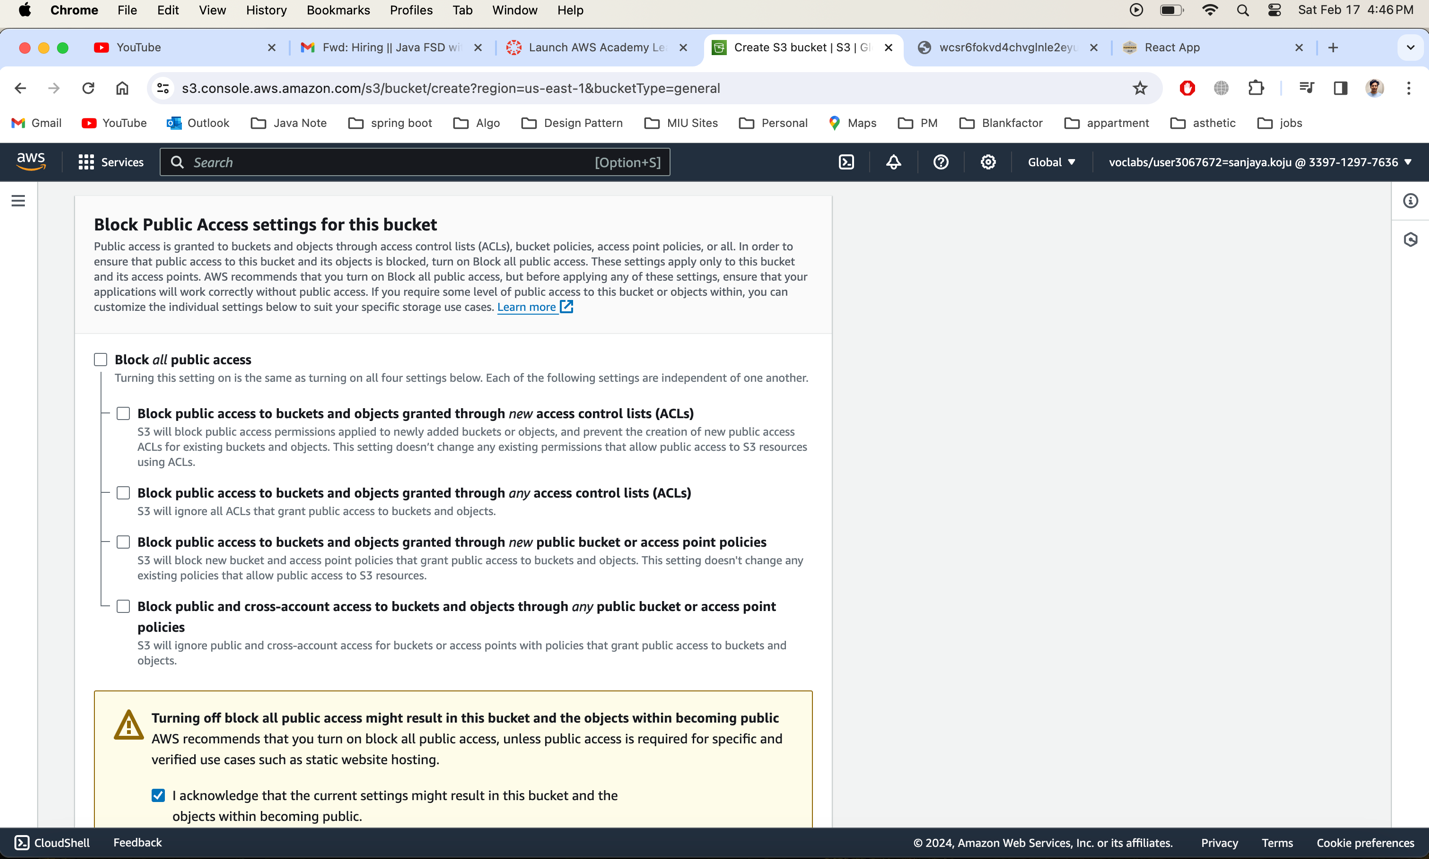 Chrome File Edit View History Bookmarks Profiles Tab Window Help Sat Feb 17 4:46 PM
YouTube Fwd: Hiring || Java FSD wi Launch AWS Academy Le Create S3 bucket | S3 | Gl wcsr6fokvd4chvglnle2eyu React App
s3.console.aws.amazon.com/s3/bucket/create?region=us-east-1&bucketType=general
Gmail YouTube Outlook Java Note spring boot Algo Design Pattern MIU Sites Personal Maps PM Blankfactor appartment asthetic jobs
aws Services Search [Option+S] Global voclabs/user3067672=sanjaya.koju @ 3397-1297-7636
Block Public Access settings for this bucket
Public access is granted to buckets and objects through access control lists (ACLs), bucket policies, access point policies, or all. In order to
ensure that public access to this bucket and its objects is blocked, turn on Block all public access. These settings apply only to this bucket
and its access points. AWS recommends that you turn on Block all public access, but before applying any of these settings, ensure that your
applications will work correctly without public access. If you require some level of public access to this bucket or objects within, you can
customize the individual settings below to suit your specific storage use cases. Learn more
Block all public access
Turning this setting on is the same as turning on all four settings below. Each of the following settings are independent of one another.
Block public access to buckets and objects granted through new access control lists (ACLs)
S3 will block public access permissions applied to newly added buckets or objects, and prevent the creation of new public access
ACLs for existing buckets and objects. This setting doesn't change any existing permissions that allow public access to S3 resources
using ACLs.
Block public access to buckets and objects granted through any access control lists (ACLs)
S3 will ignore all ACLs that grant public access to buckets and objects.
Block public access to buckets and objects granted through new public bucket or access point policies
S3 will block new bucket and access point policies that grant public access to buckets and objects. This setting doesn't change any
existing policies that allow public access to S3 resources.
Block public and cross-account access to buckets and objects through any public bucket or access point
policies
S3 will ignore public and cross-account access for buckets or access points with policies that grant public access to buckets and
objects.
Turning off block all public access might result in this bucket and the objects within becoming public
AWS recommends that you turn on block all public access, unless public access is required for specific and
verified use cases such as static website hosting.
I acknowledge that the current settings might result in this bucket and the
objects within becoming public.
CloudShell Feedback © 2024, Amazon Web Services, Inc. or its affiliates. Privacy Terms Cookie preferences